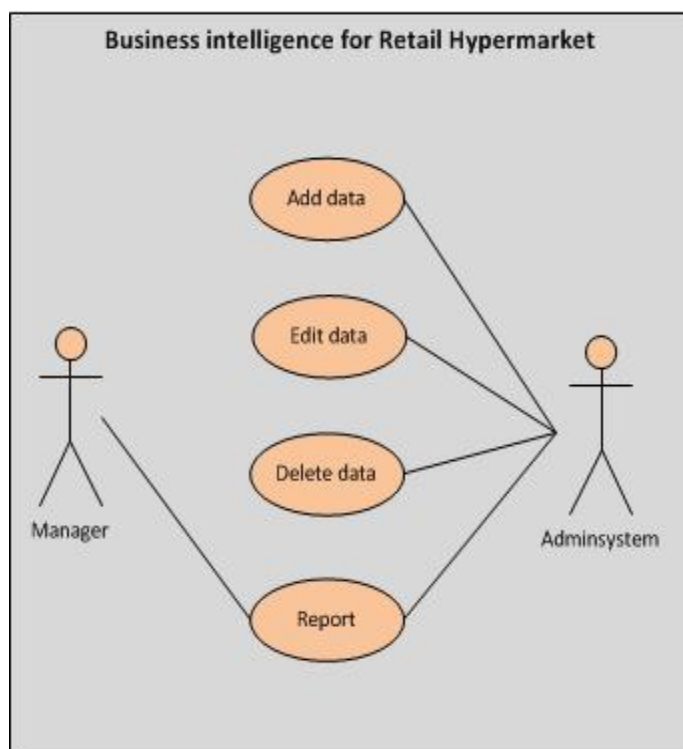 Business intelligence for Retail Hypermarket
Add data
Edit data
Delete data
Manager
Adminsystem
Report